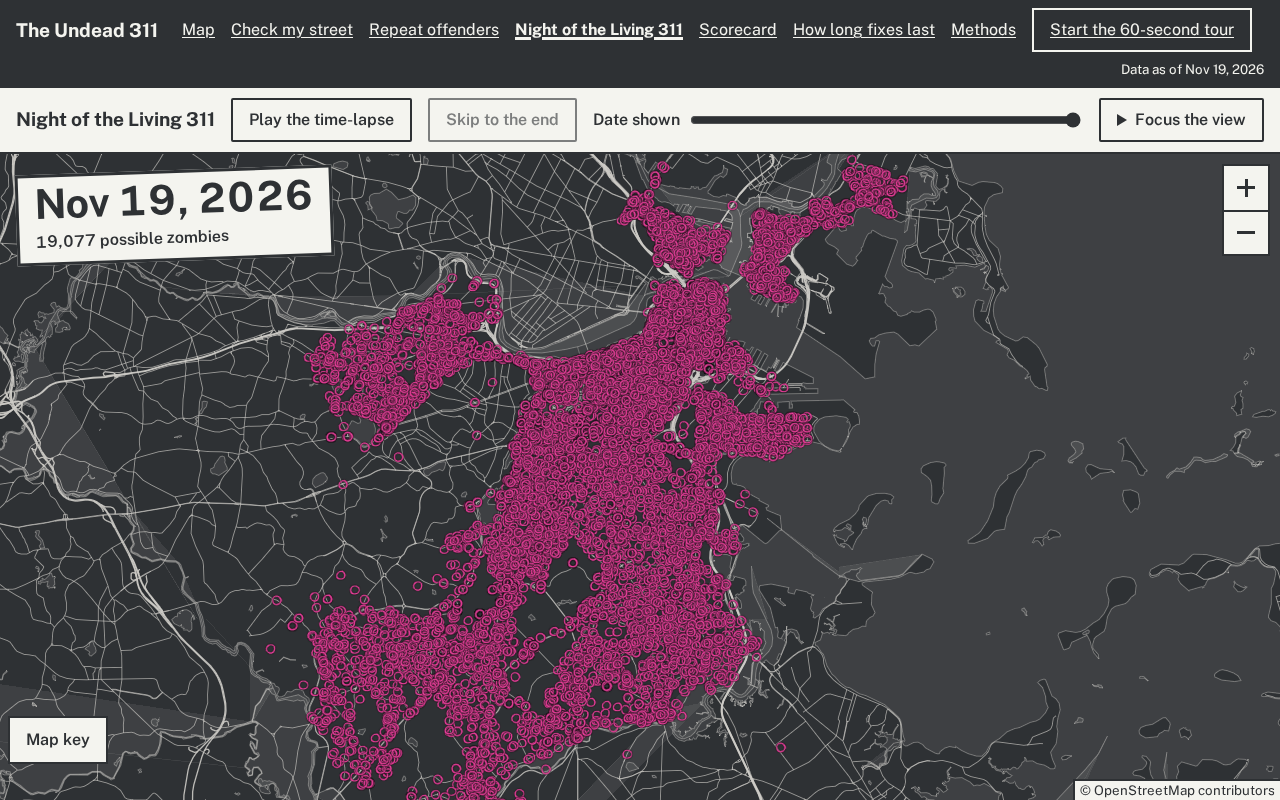 The Undead 311 Map Check my street Repeat offenders Night of the Living 311 Scorecard How long fixes last Methods Start the 60-second tour
Data as of Nov 19, 2026
Night of the Living 311 Play the time-lapse Skip to the end Date shown Focus the view
Nov 19, 2026
19,077 possible zombies
+
−
Map key
© OpenStreetMap contributors